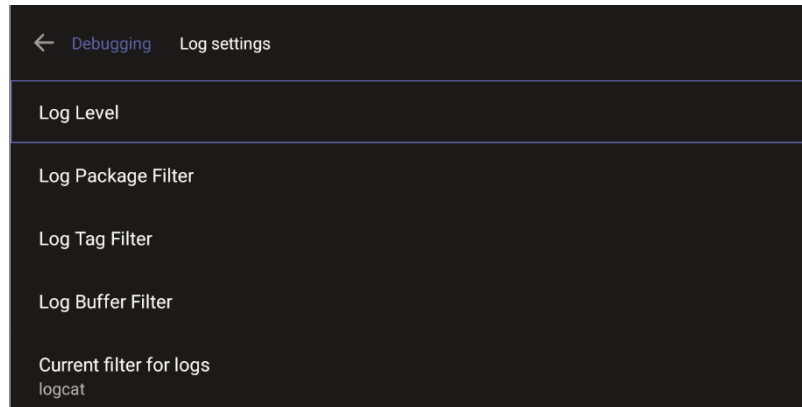 Debugging Log settings
Log Level
Log Package Filter
Log Tag Filter
Log Buffer Filter
Current filter for logs
logcat